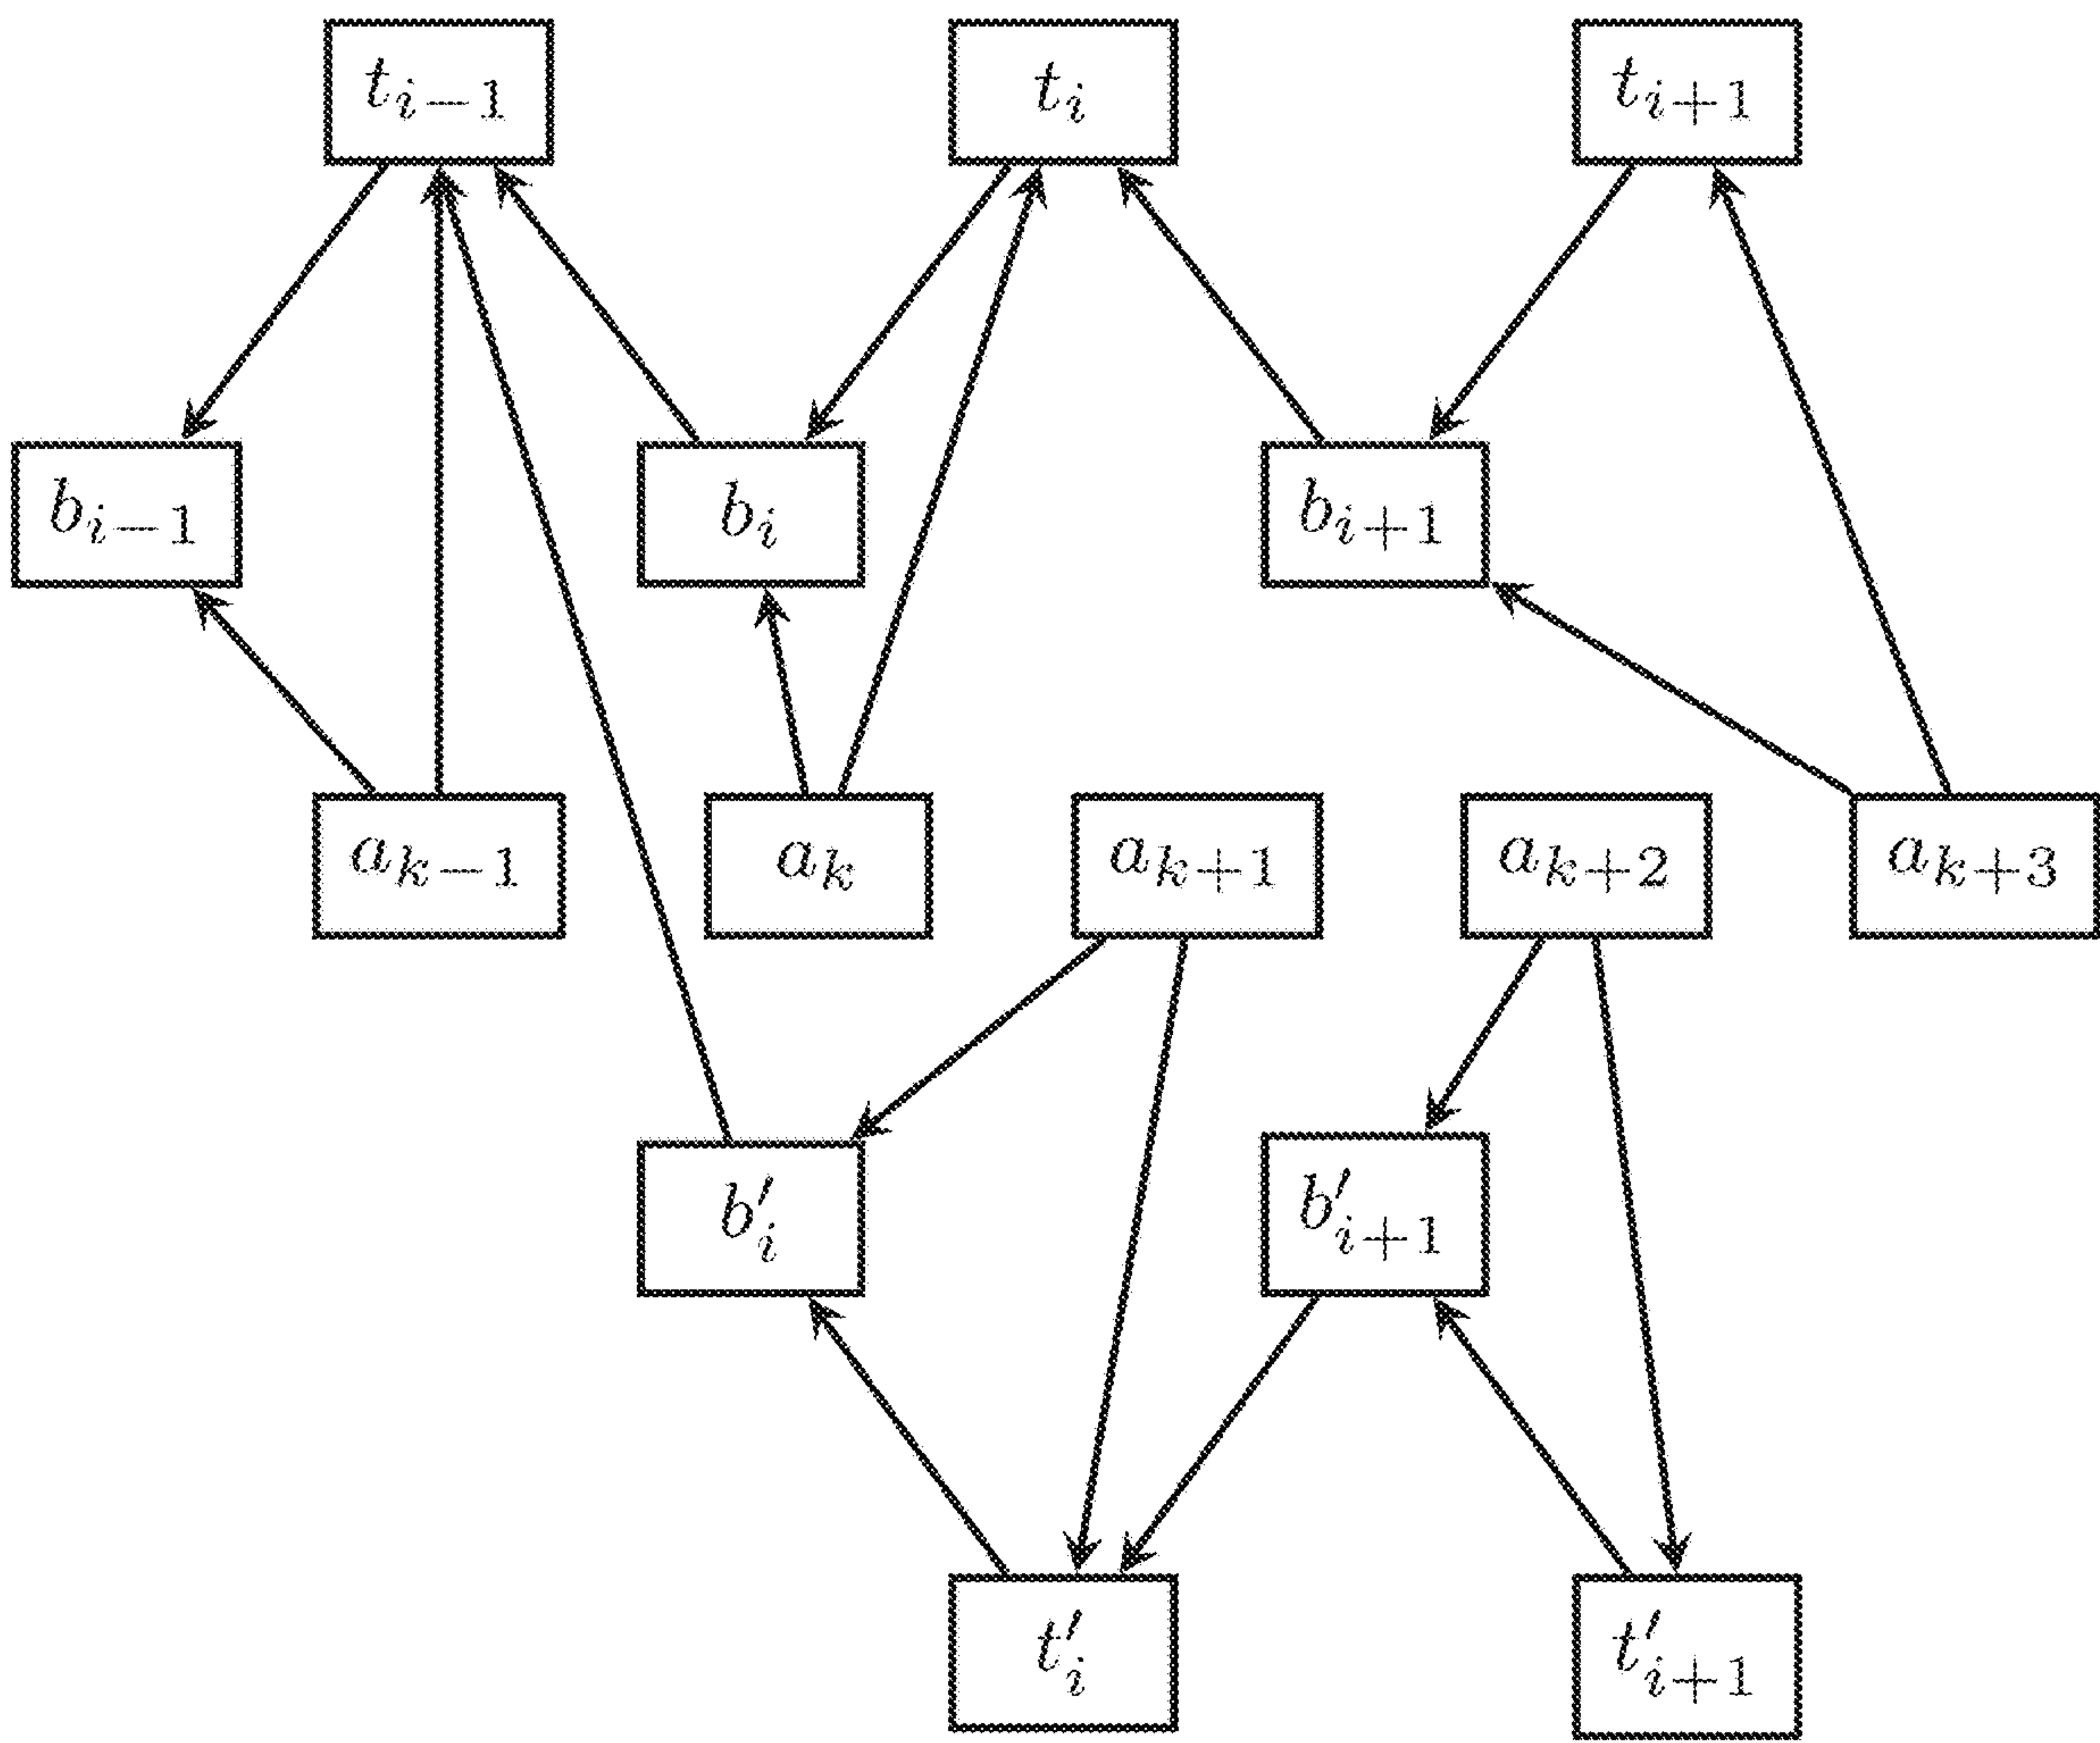 t_{i-1} t_i t_{i+1}
b_{i-1} b_i b_{i+1}
a_{k-1} a_k a_{k+1} a_{k+2} a_{k+3}
b'_i b'_{i+1}
t'_i t'_{i+1}